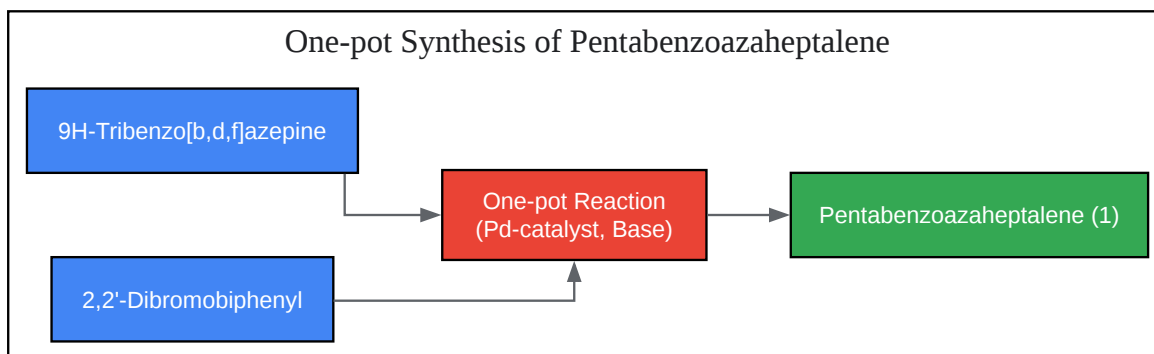 One-pot Synthesis of Pentabenzoazaheptalene
9H-Tribenzo[b,d,f]azepine
One-pot Reaction
(Pd-catalyst, Base)
Pentabenzoazaheptalene (1)
2,2'-Dibromobiphenyl